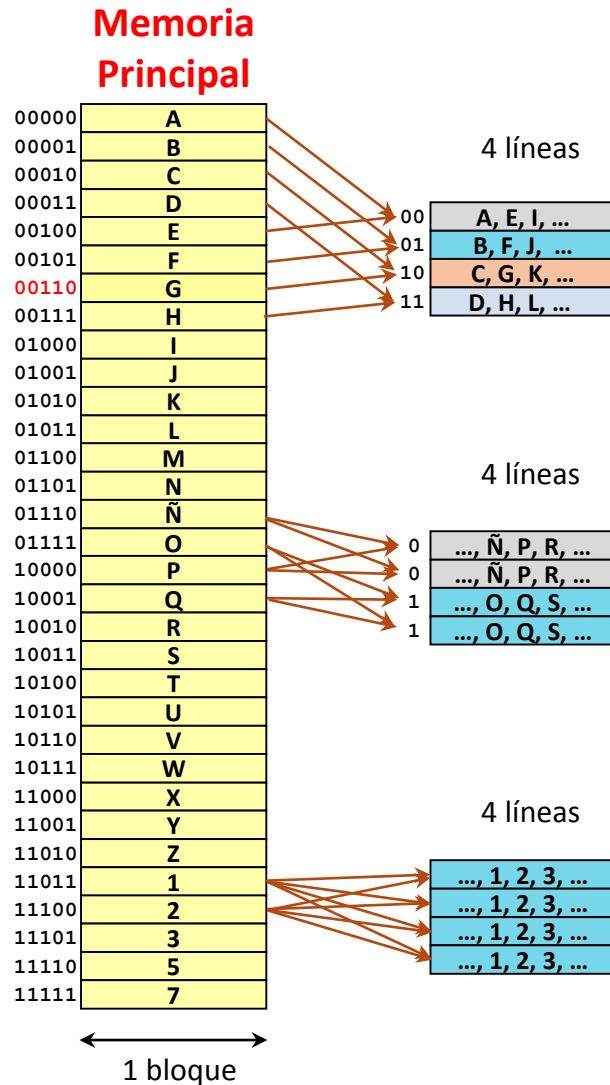 Memoria
Principal
00000 A
00001 B
00010 C
00011 D
00100 E
00101 F
00110 G
00111 H
01000 I
01001 J
01010 K
01011 L
01100 M
01101 N
01110 Ñ
01111 O
10000 P
10001 Q
10010 R
10011 S
10100 T
10101 U
10110 V
10111 W
11000 X
11001 Y
11010 Z
11011 1
11100 2
11101 3
11110 5
11111 7
1 bloque
4 líneas
00 A, E, I, ...
01 B, F, J, ...
10 C, G, K, ...
11 D, H, L, ...
4 líneas
0 ..., Ñ, P, R, ...
0 ..., Ñ, P, R, ...
1 ..., O, Q, S, ...
1 ..., O, Q, S, ...
4 líneas
..., 1, 2, 3, ...
..., 1, 2, 3, ...
..., 1, 2, 3, ...
..., 1, 2, 3, ...